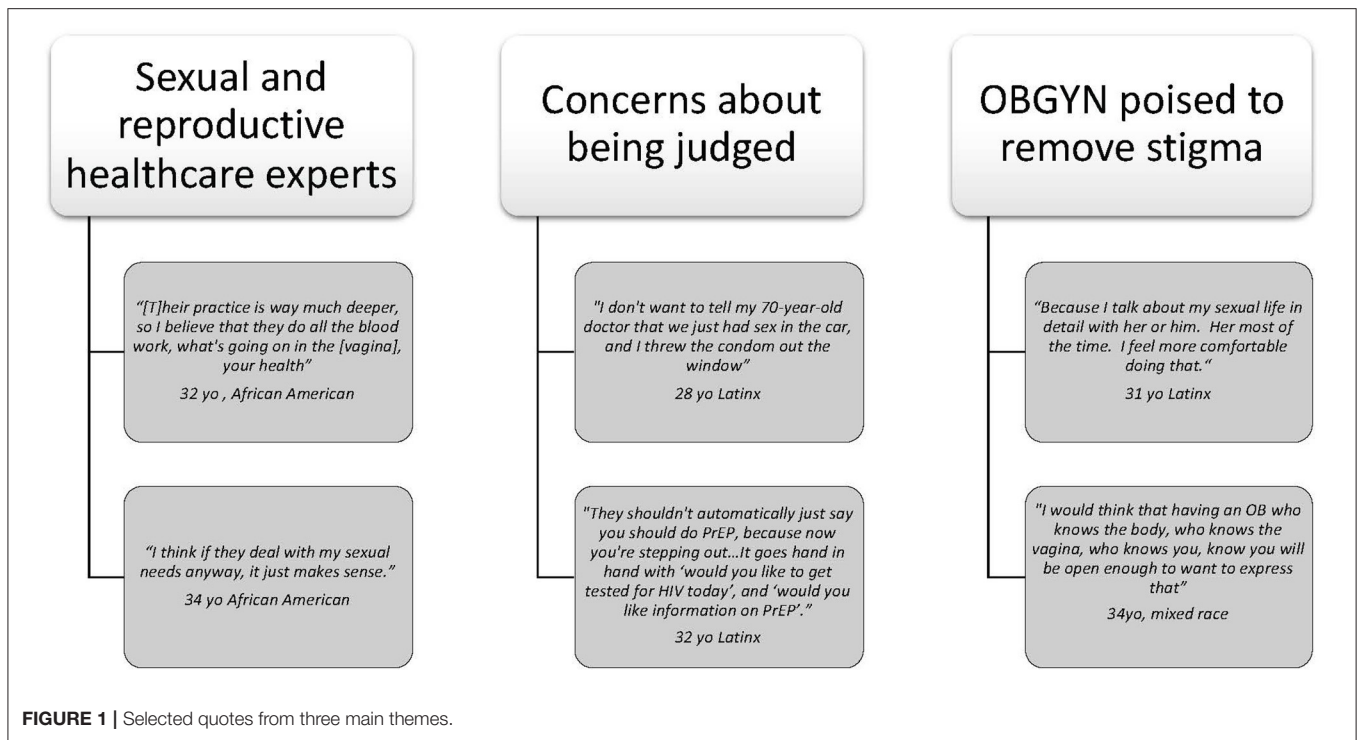 Sexual and
reproductive
healthcare experts
“[T]heir practice is way much deeper,
so I believe that they do all the blood
work, what's going on in the [vagina],
your health”
32 yo , African American
“I think if they deal with my sexual
needs anyway, it just makes sense.”
34 yo African American
Concerns about
being judged
"I don't want to tell my 70-year-old
doctor that we just had sex in the car,
and I threw the condom out the
window”
28 yo Latinx
"They shouldn't automatically just say
you should do PrEP, because now
you're stepping out...It goes hand in
hand with ‘would you like to get
tested for HIV today’, and ‘would you
like information on PrEP’.”
32 yo Latinx
OBGYN poised to
remove stigma
“Because I talk about my sexual life in
detail with her or him.  Her most of
the time.  I feel more comfortable
doing that.“
31 yo Latinx
"I would think that having an OB who
knows the body, who knows the
vagina, who knows you, know you will
be open enough to want to express
that”
34yo, mixed race
FIGURE 1 | Selected quotes from three main themes.